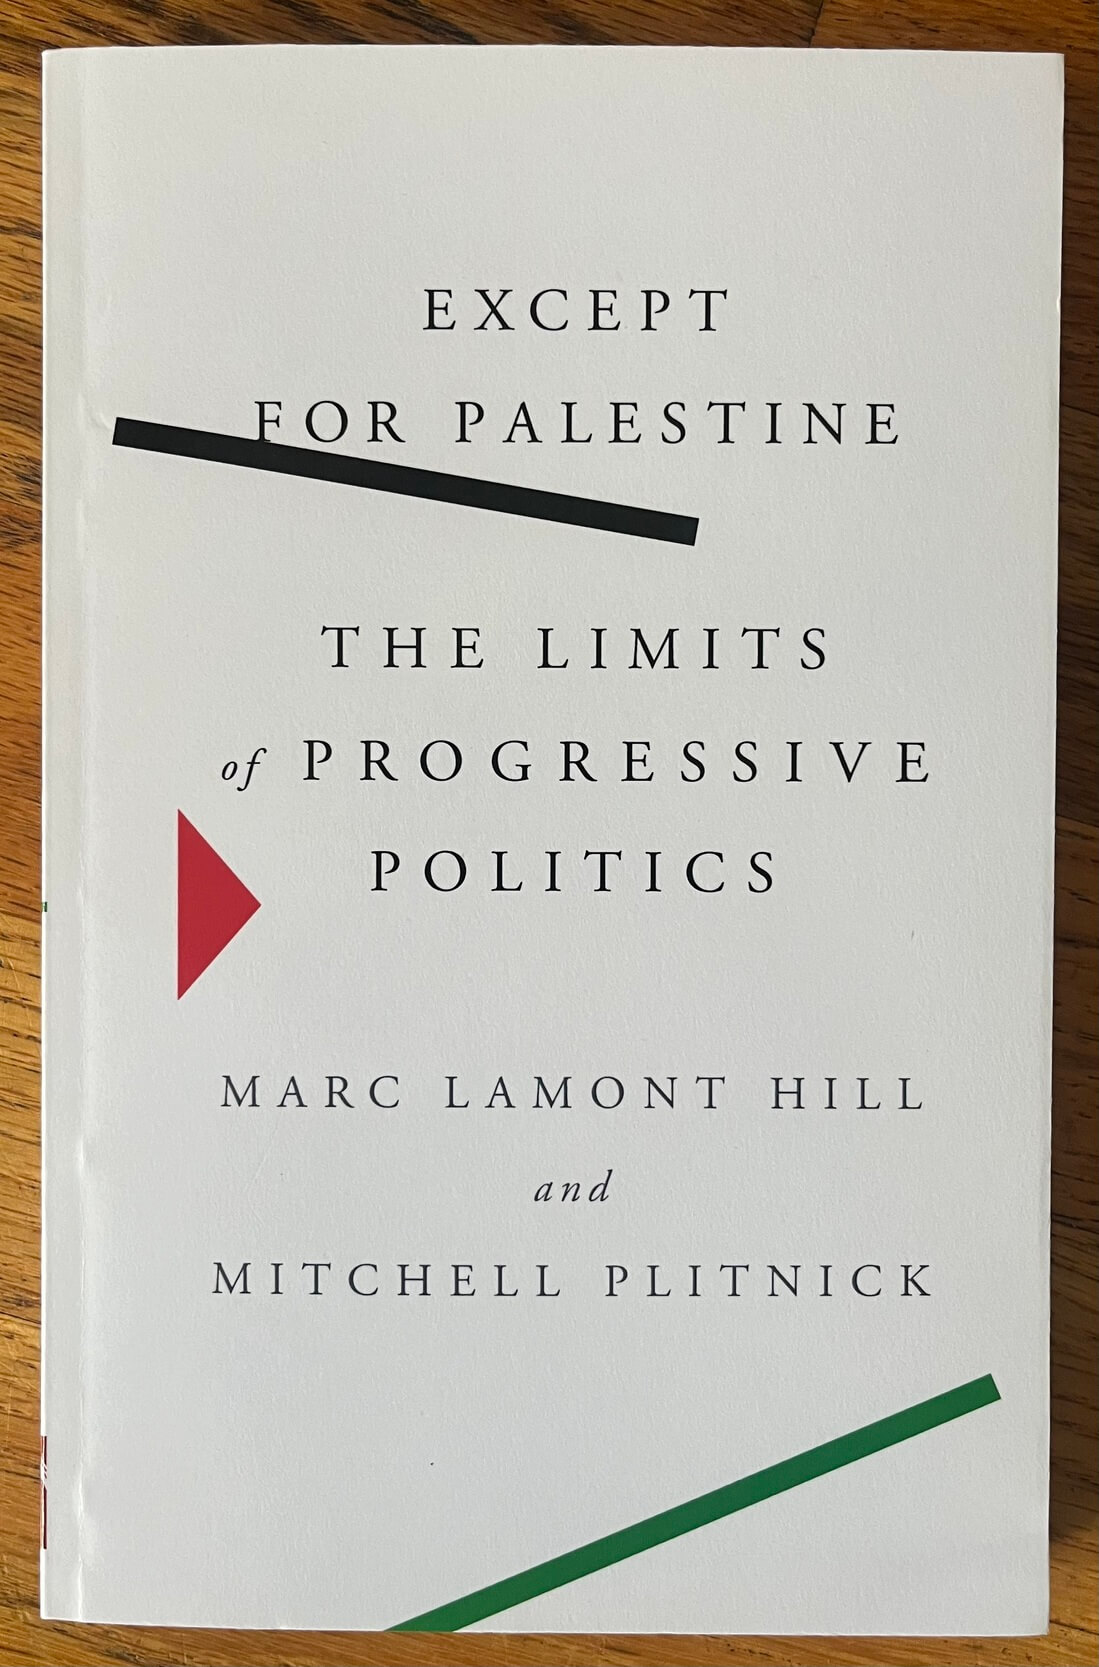 EXCEPT
FOR PALESTINE
THE LIMITS
of PROGRESSIVE
POLITICS
MARC LAMONT HILL
and
MITCHELL PLITNICK